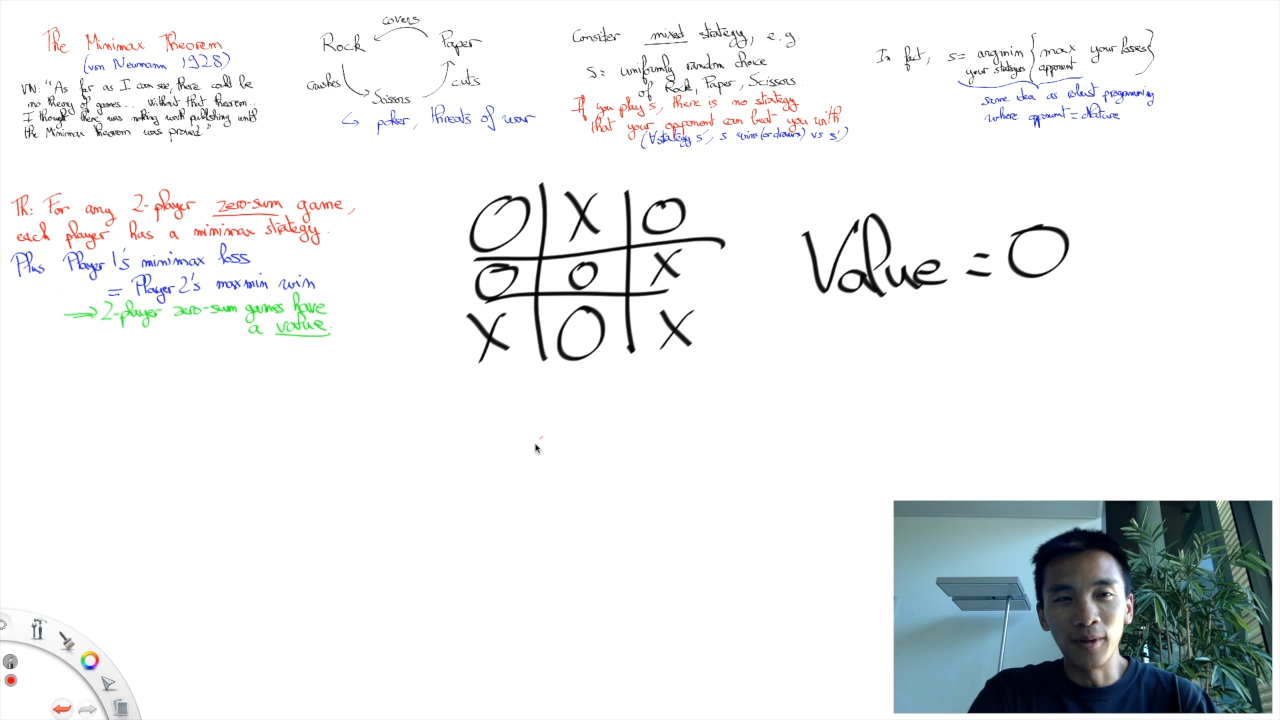 The Minimax Theorem
(von Neumann, 1928)
VN: "As far as I can see, there could be
no theory of games... without that theorem...
I thought there was nothing worth publishing until
the Minimax Theorem was proved"
covers
Rock
Paper
crushes
cuts
Scissors
↳ poker, threats of war
Consider mixed strategy, e.g.
S = uniformly random choice
of Rock, Paper, Scissors.
If you play s, there is no strategy
that your opponent can beat you with
(∀ strategy s', s wins (or draws) vs s')
In fact, s = argmin { max your losses }
your strategies opponent
same idea as robust programming
where opponent = Nature
Th: For any 2-player zero-sum game,
each player has a minimax strategy.
Plus Player 1's minimax loss
= Player 2's maxmin win
⇒ 2-player zero-sum games have
a value.
O X O
O O X
X O X
Value = 0